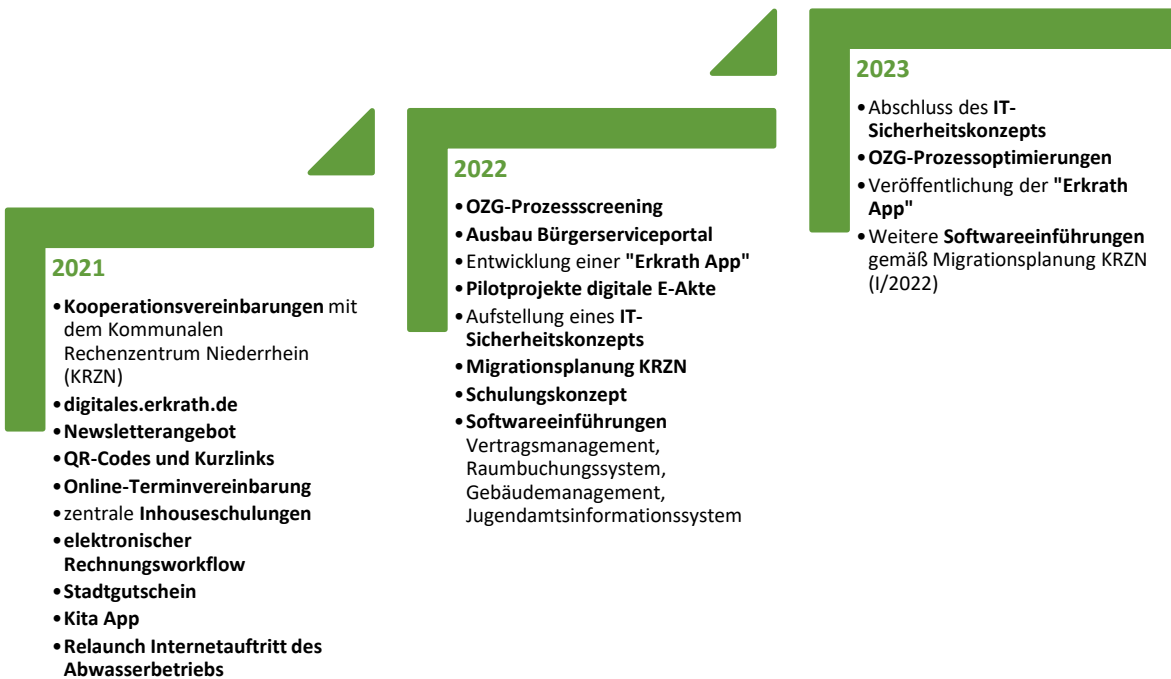 2021
•Kooperationsvereinbarungen mit
dem Kommunalen
Rechenzentrum Niederrhein
(KRZN)
•digitales.erkrath.de
•Newsletterangebot
•QR-Codes und Kurzlinks
•Online-Terminvereinbarung
•zentrale Inhouseschulungen
•elektronischer
Rechnungsworkflow
•Stadtgutschein
•Kita App
•Relaunch Internetauftritt des
Abwasserbetriebs
2022
•OZG-Prozessscreening
•Ausbau Bürgerserviceportal
•Entwicklung einer "Erkrath App"
•Pilotprojekte digitale E-Akte
•Aufstellung eines IT-
Sicherheitskonzepts
•Migrationsplanung KRZN
•Schulungskonzept
•Softwareeinführungen
Vertragsmanagement,
Raumbuchungssystem,
Gebäudemanagement,
Jugendamtsinformationssystem
2023
•Abschluss des IT-
Sicherheitskonzepts
•OZG-Prozessoptimierungen
•Veröffentlichung der "Erkrath
App"
•Weitere Softwareeinführungen
gemäß Migrationsplanung KRZN
(I/2022)